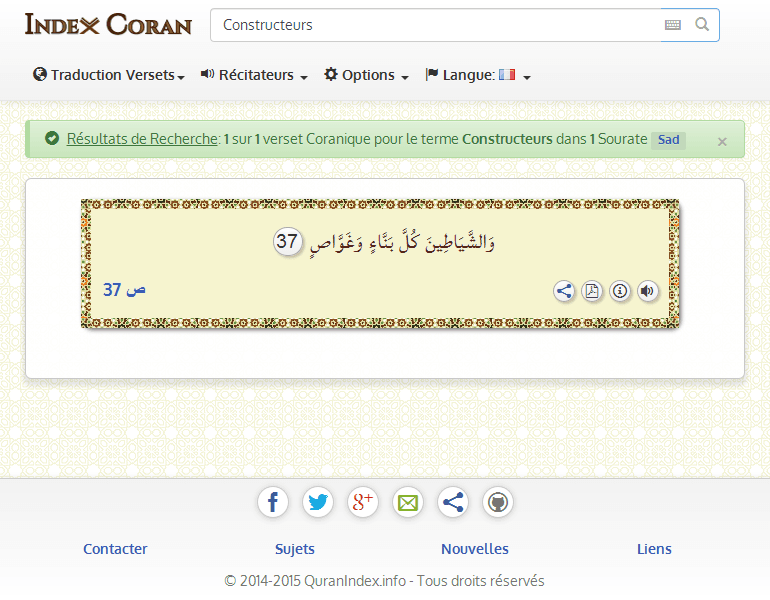 Index Coran
Constructeurs
Traduction Versets Récitateurs Options Langue:
Résultats de Recherche: 1 sur 1 verset Coranique pour le terme Constructeurs dans 1 Sourate Sad ×
وَالشَّيَاطِينَ كُلَّ بَنَّاءٍ وَغَوَّاصٍ 37
ص 37
f g+
Contacter Sujets Nouvelles Liens
© 2014-2015 QuranIndex.info - Tous droits réservés